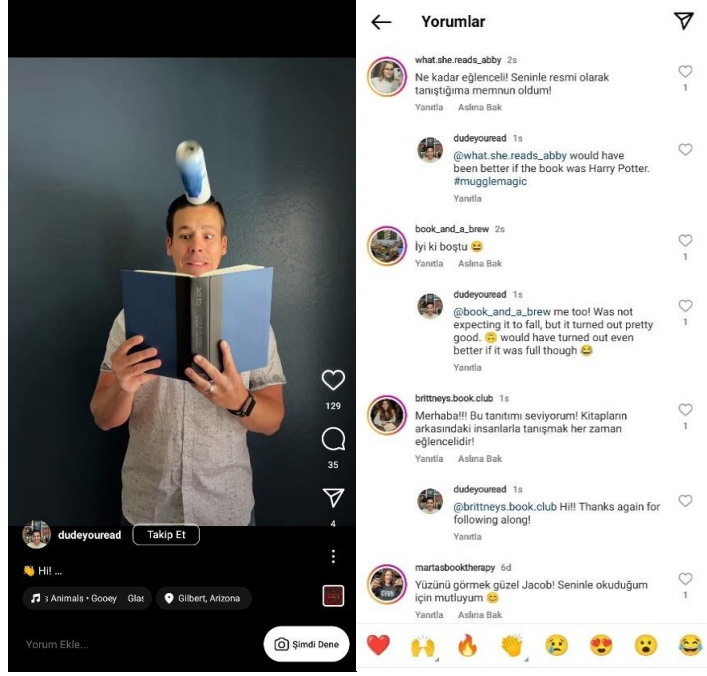 129
35
4
dudeyouread
Takip Et
👏 Hi! ...
s Animals • Gooey Glas
Gilbert, Arizona
Yorum Ekle...
Şimdi Dene
Yorumlar
what.she.reads_abby 2s
Ne kadar eğlenceli! Seninle resmi olarak
tanıştığıma memnun oldum!
1
Yanıtla Aslına Bak
dudeyouread 1s
@what.she.reads_abby would have
been better if the book was Harry Potter.
#mugglemagic
Yanıtla
book_and_a_brew 2s
İyi ki boştu 😆
1
Yanıtla Aslına Bak
dudeyouread 1s
@book_and_a_brew me too! Was not
expecting it to fall, but it turned out pretty
good. 🙃 would have turned out even
better if it was full though 😂
1
Yanıtla
brittneys.book.club 1s
Merhaba!!! Bu tanıtımı seviyorum! Kitapların
arkasındaki insanlarla tanışmak her zaman
eğlencelidir!
1
Yanıtla Aslına Bak
dudeyouread 1s
@brittneys.book.club Hi!! Thanks again for
following along!
Yanıtla
martasbooktherapy 6d
Yüzünü görmek güzel Jacob! Seninle okuduğum
için mutluyum 😊
1
Yanıtla Aslına Bak